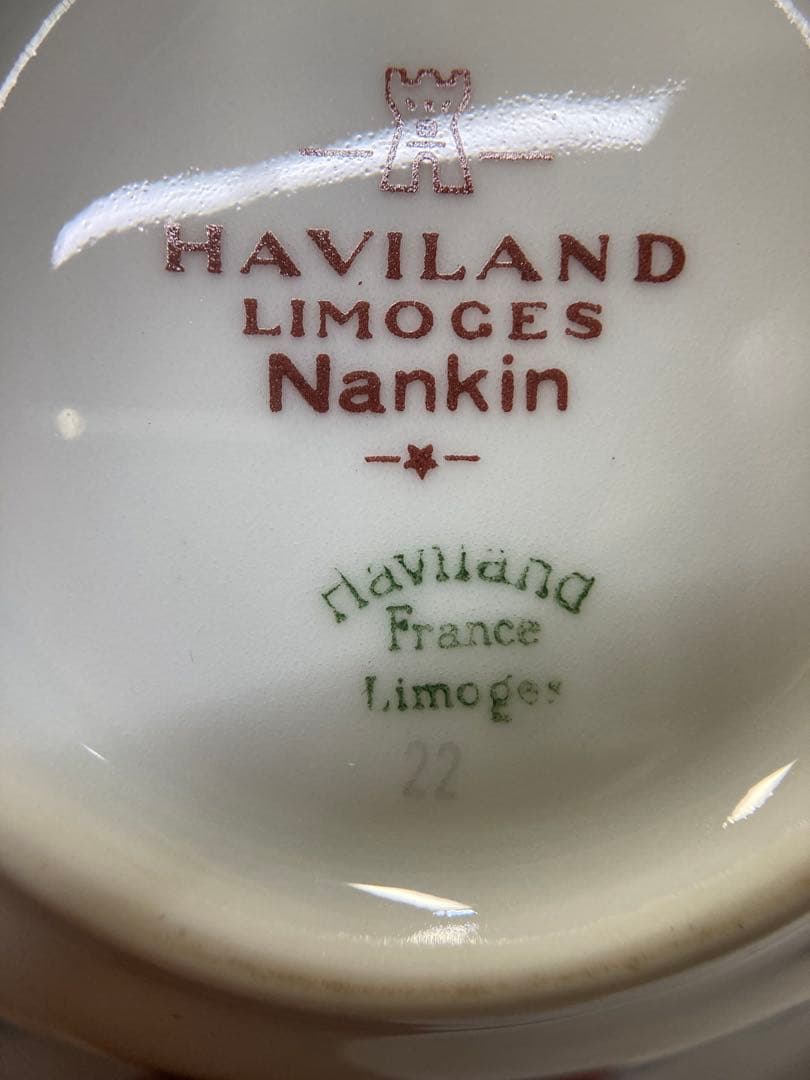 HAVILAND
LIMOGES
Nankin
Haviland
France
Limoges
22